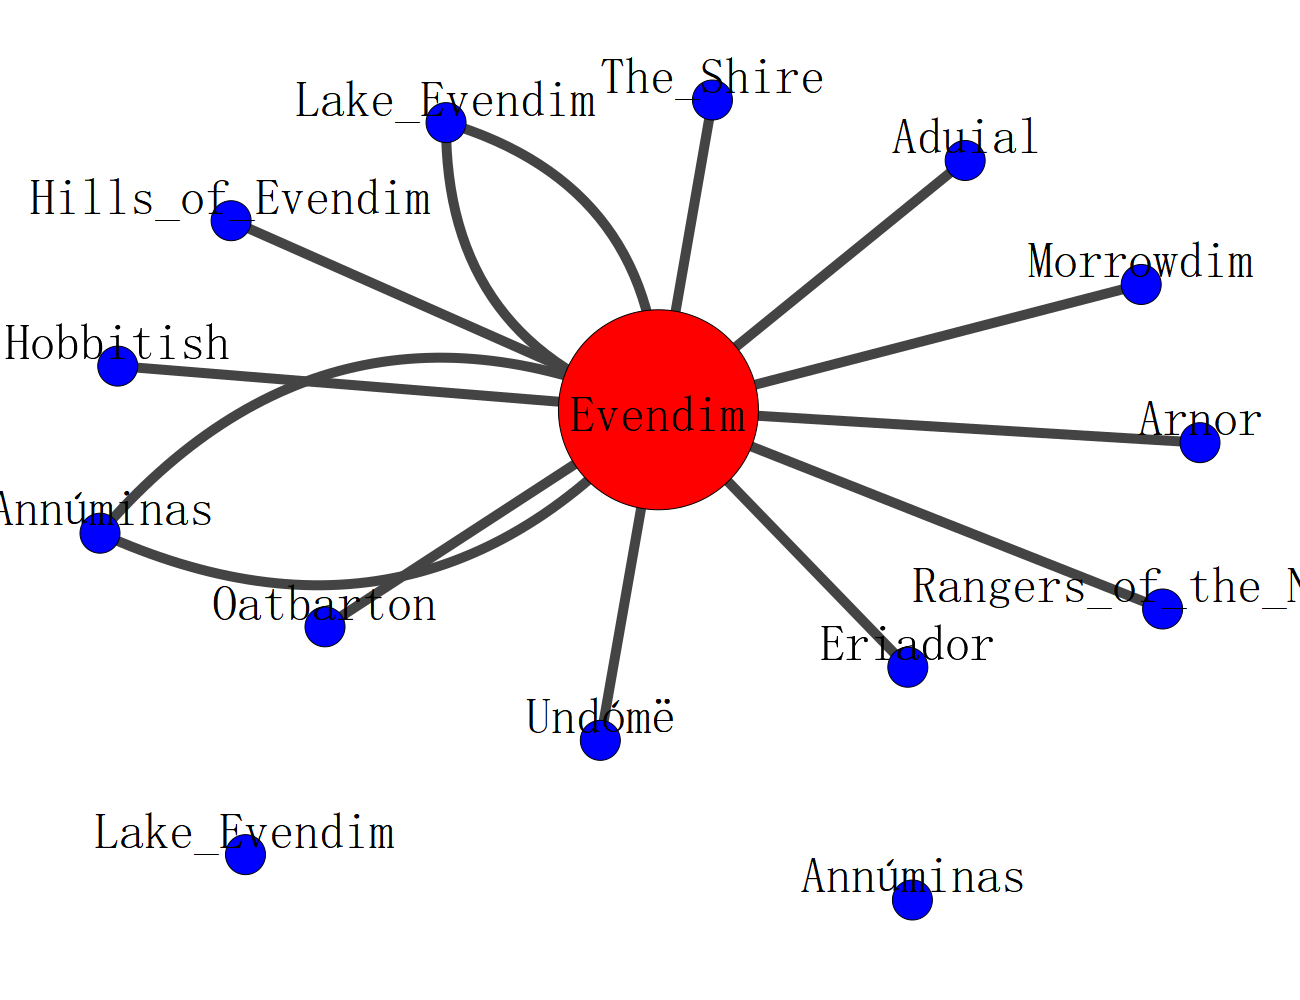 The_Shire
Lake_Evendim
Aduial
Hills_of_Evendim
Morrowdim
Hobbitish
Evendim
Arnor
Annúminas
Rangers_of_the_N
Oatbarton
Eriador
Undómë
Lake_Evendim
Annúminas